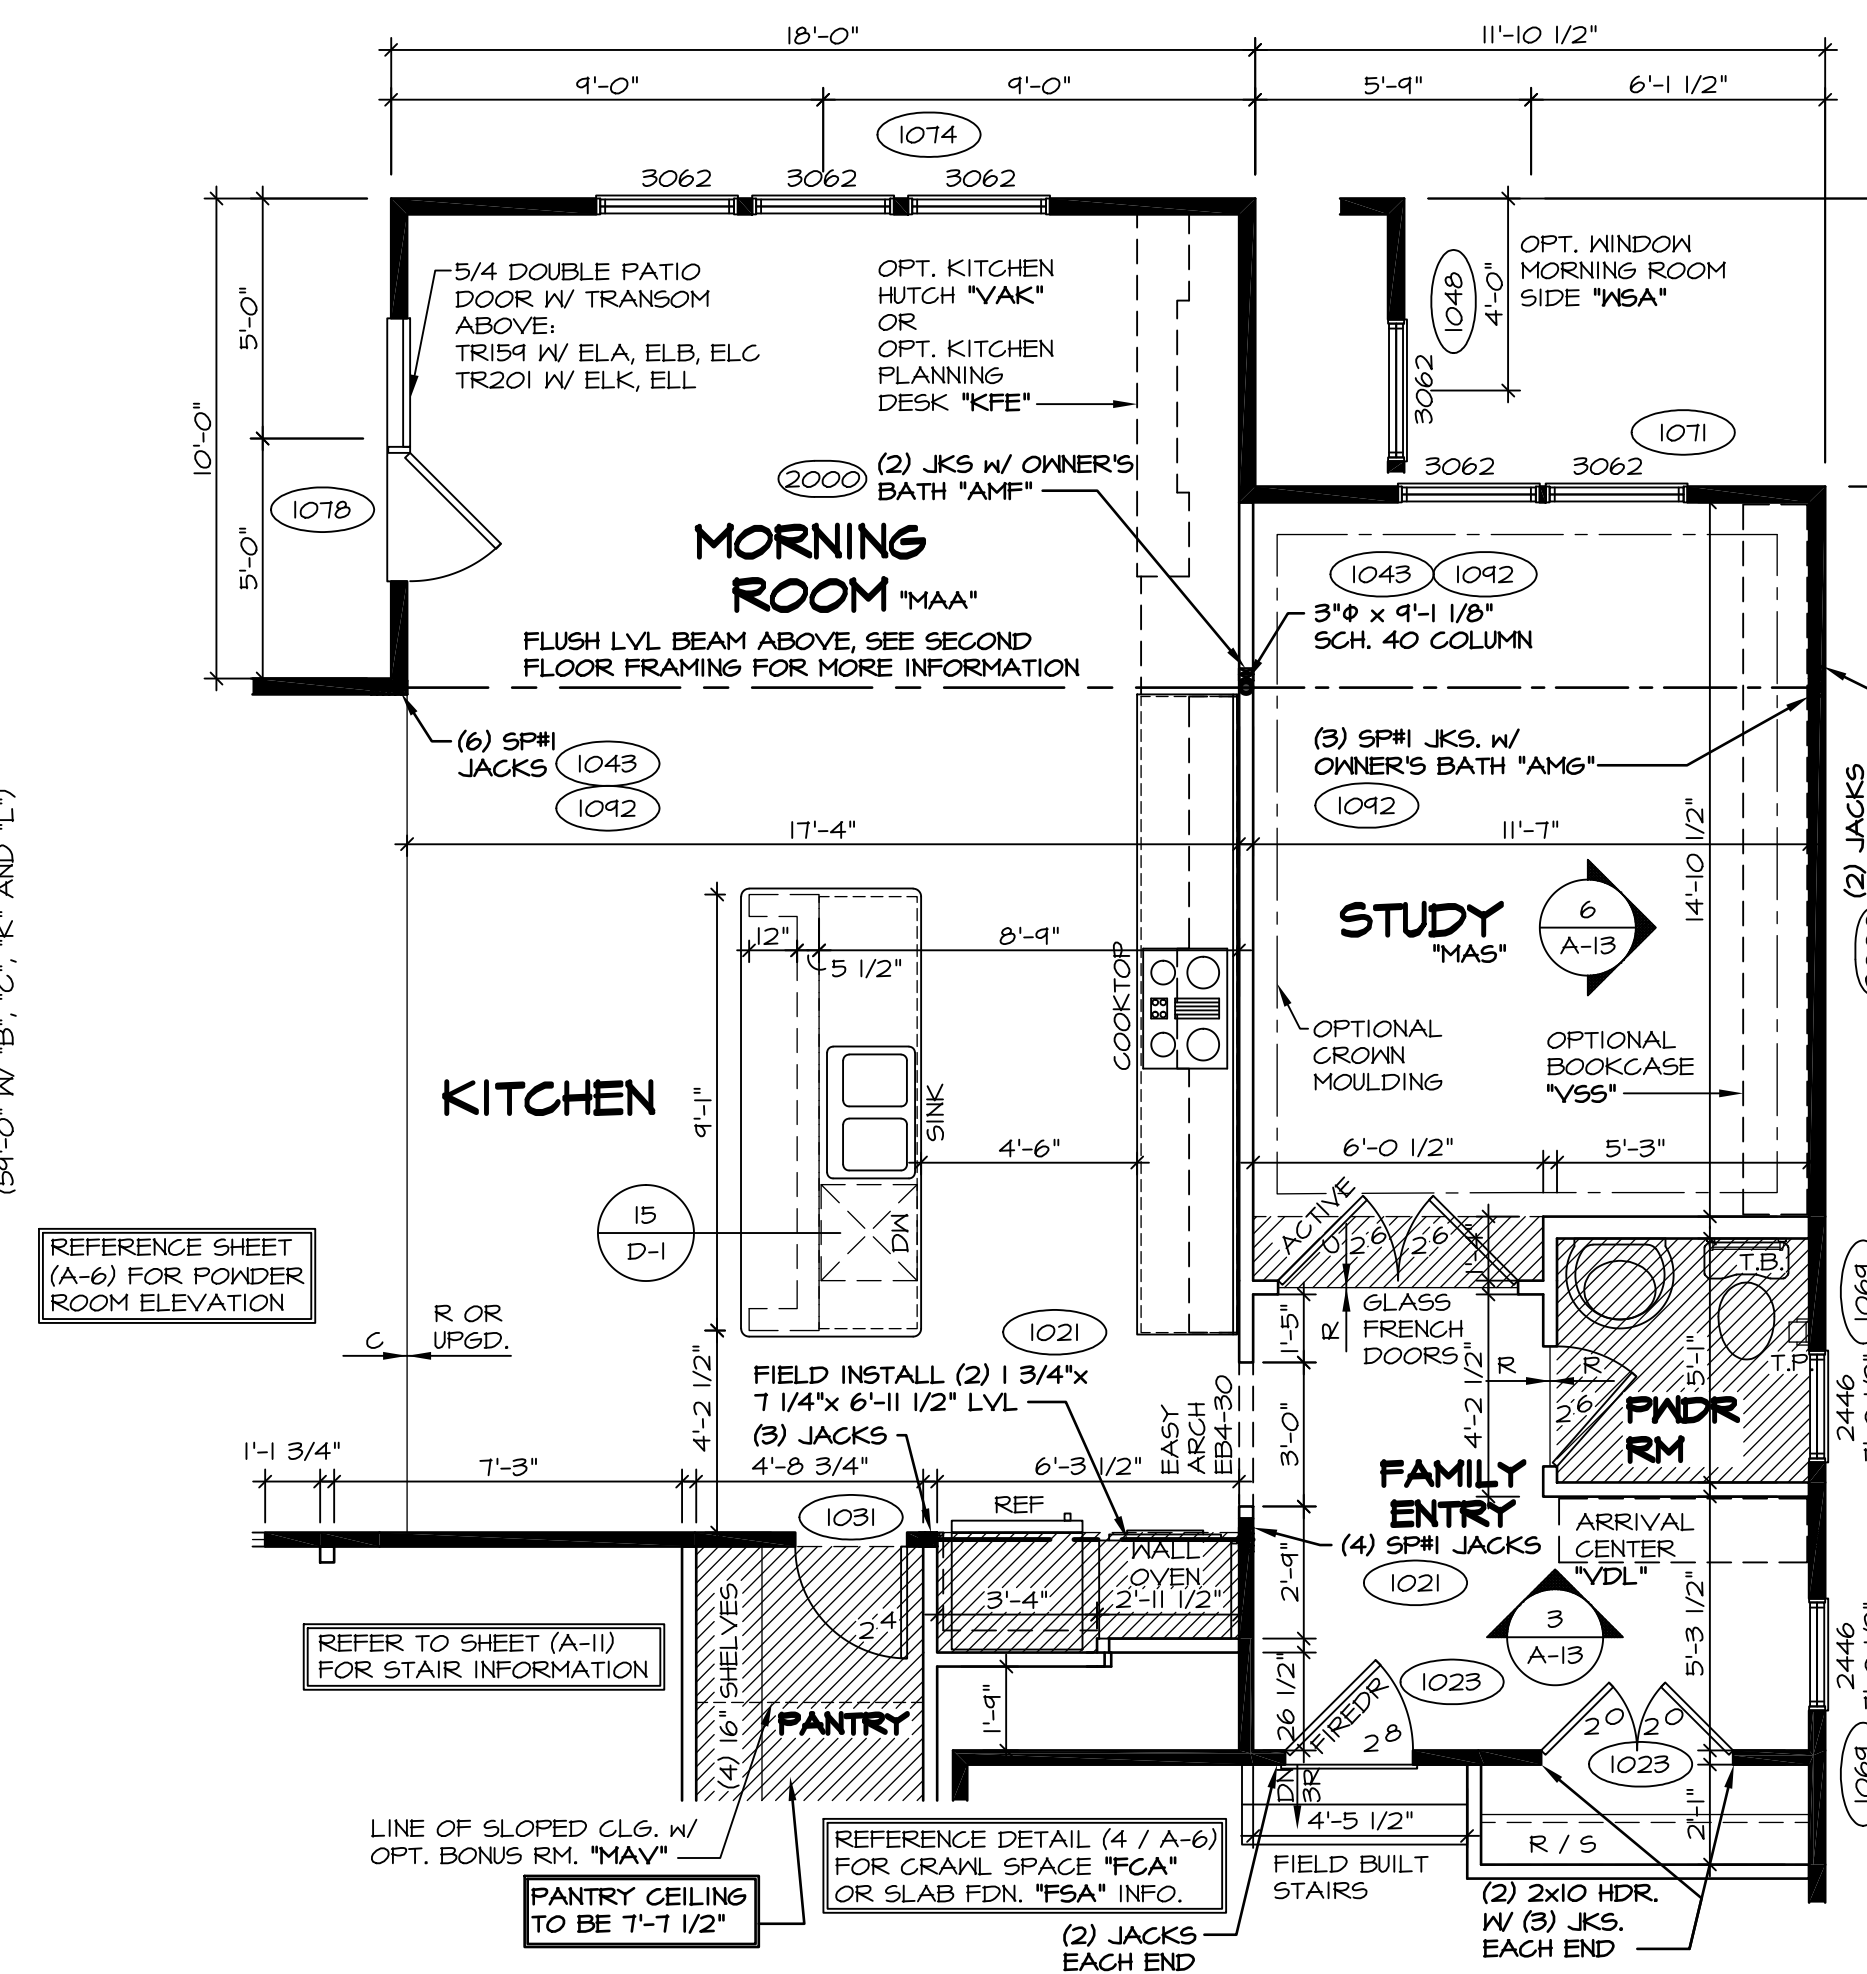 18'-0"
11'-10 1/2"
9'-0"
9'-0"
5'-9"
6'-1 1/2"
1074
3062
3062
3062
5/4 DOUBLE PATIO
DOOR W/ TRANSOM
ABOVE:
TR159 W/ ELA, ELB, ELC
TR201 W/ ELK, ELL
OPT. KITCHEN
HUTCH "VAK"
OR
OPT. KITCHEN
PLANNING
DESK "KFE"
1048
4'-0"
3062
OPT. WINDOW
MORNING ROOM
SIDE "WSA"
1071
3062
3062
10'-0"
5'-0"
5'-0"
1078
2000
(2) JKS w/ OWNER'S
BATH "AMF"
MORNING
ROOM "MAA"
FLUSH LVL BEAM ABOVE, SEE SECOND
FLOOR FRAMING FOR MORE INFORMATION
1043
1092
3"Φ x 9'-1 1/8"
SCH. 40 COLUMN
(6) SP#1
JACKS
1043
1092
(3) SP#1 JKS. w/
OWNER'S BATH "AMG"
1092
17'-4"
11'-7"
14'-10 1/2"
(2) JACKS
(59'-0" W/ "B", "C", "K" AND "L")
12"
5 1/2"
8'-9"
COOKTOP
STUDY
"MAS"
6
A-13
OPTIONAL
CROWN
MOULDING
OPTIONAL
BOOKCASE
"VSS"
KITCHEN
9'-1"
SINK
4'-6"
6'-0 1/2"
5'-3"
15
D-1
DW
ACTIVE
C
26
26
1'-4"
T.B.
1069
REFERENCE SHEET
(A-6) FOR POWDER
ROOM ELEVATION
R OR
UPGD.
C
1021
R
GLASS
FRENCH
DOORS
1'-5"
4'-2 1/2"
R
R
5'-1"
T.P.
26
PWDR
RM
2446
FIELD INSTALL (2) 1 3/4"x
7 1/4"x 6'-11 1/2" LVL
(3) JACKS
4'-2 1/2"
EASY
ARCH
EB4-30
3'-0"
1'-1 3/4"
7'-3"
4'-8 3/4"
6'-3 1/2"
FAMILY
ENTRY
1031
REF
(4) SP#1 JACKS
ARRIVAL
CENTER
"VDL"
WALL
OVEN
3'-4"
2'-11 1/2"
2'-9"
1021
24
3
A-13
5'-3 1/2"
2446
REFER TO SHEET (A-11)
FOR STAIR INFORMATION
(4) 16" SHELVES
PANTRY
1'-9"
26 1/2"
FIREDR
28
1023
20
20
1023
1069
DN
3R
4'-5 1/2"
R / S
2'-1"
LINE OF SLOPED CLG. w/
OPT. BONUS RM. "MAV"
PANTRY CEILING
TO BE 7'-7 1/2"
REFERENCE DETAIL (4 / A-6)
FOR CRAWL SPACE "FCA"
OR SLAB FDN. "FSA" INFO.
FIELD BUILT
STAIRS
(2) JACKS
EACH END
(2) 2x10 HDR.
W/ (3) JKS.
EACH END